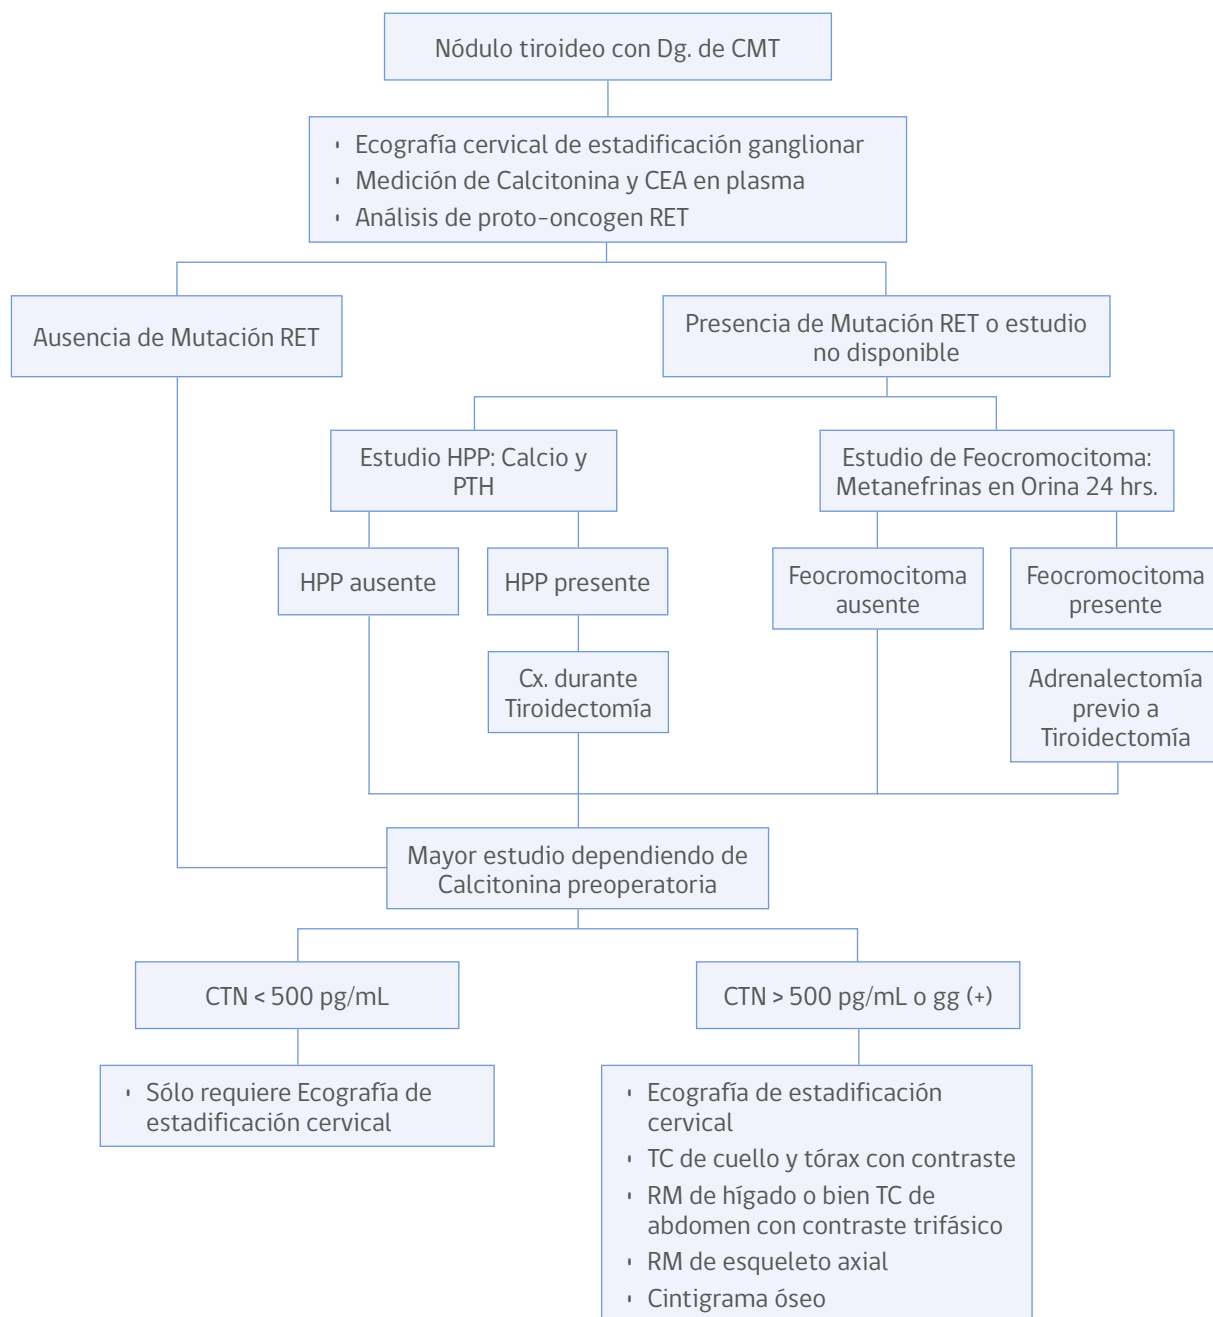 Nódulo tiroideo con Dg. de CMT
Ecografía cervical de estadificación ganglionar
Medición de Calcitonina y CEA en plasma
Análisis de proto-oncogen RET
Ausencia de Mutación RET
Presencia de Mutación RET o estudio
no disponible
Estudio HPP: Calcio y
PTH
Estudio de Feocromocitoma:
Metanefrinas en Orina 24 hrs.
HPP ausente
HPP presente
Feocromocitoma
ausente
Feocromocitoma
presente
Cx. durante
Tiroidectomía
Adrenalectomía
previo a
Tiroidectomía
Mayor estudio dependiendo de
Calcitonina preoperatoria
CTN < 500 pg/mL
CTN > 500 pg/mL o gg (+)
Sólo requiere Ecografía de
estadificación cervical
Ecografía de estadificación
cervical
TC de cuello y tórax con contraste
RM de hígado o bien TC de
abdomen con contraste trifásico
RM de esqueleto axial
Cintigrama óseo